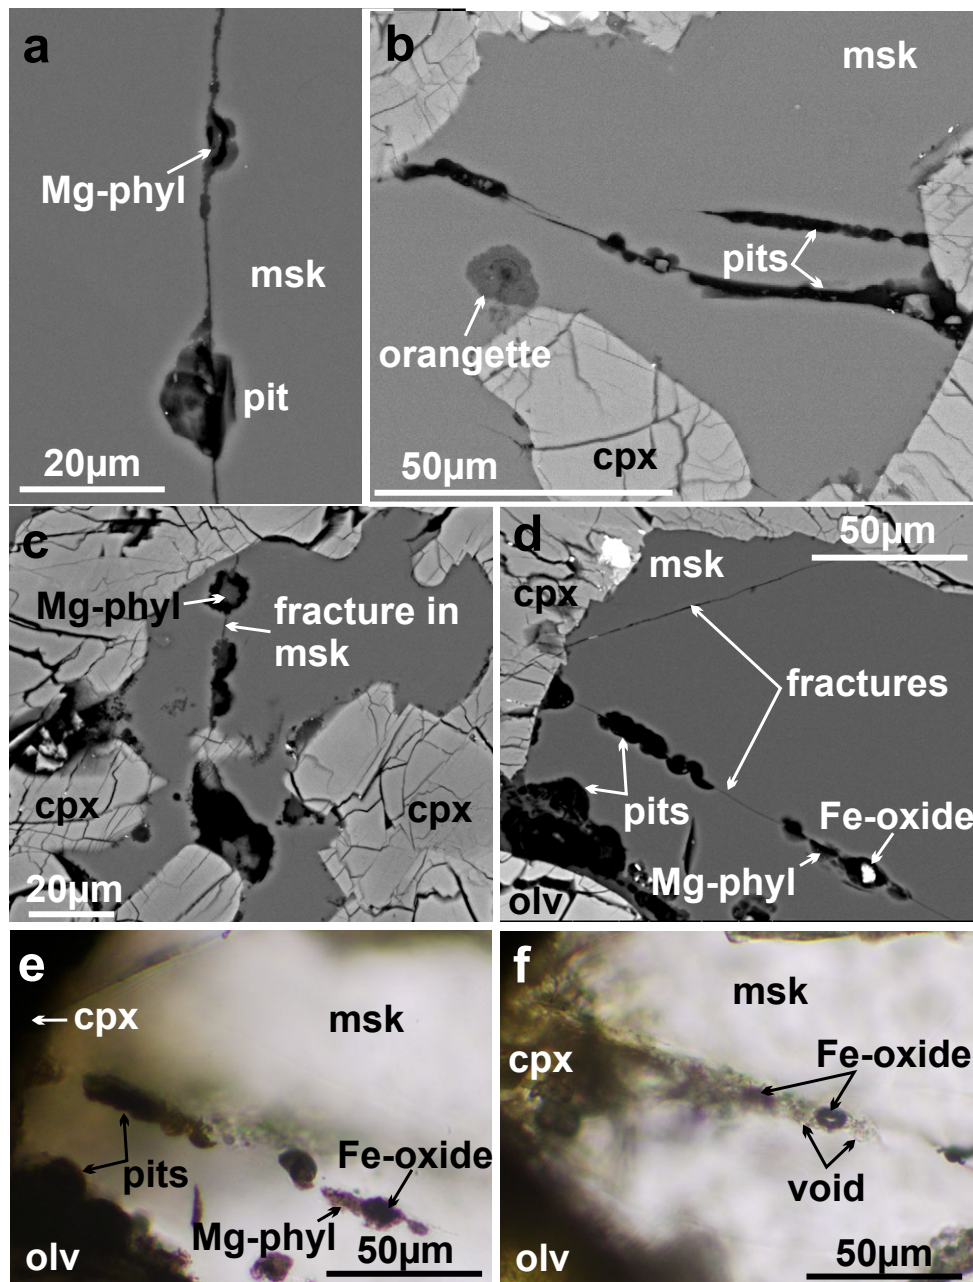 a
Mg-phyl
msk
pit
20µm
b
msk
pits
orangette
cpx
50µm
c
Mg-phyl
fracture in
msk
cpx
cpx
20µm
d
50µm
msk
cpx
fractures
pits
Fe-oxide
Mg-phyl
olv
e
cpx
msk
pits
Fe-oxide
Mg-phyl
olv
50µm
f
msk
cpx
Fe-oxide
void
olv
50µm